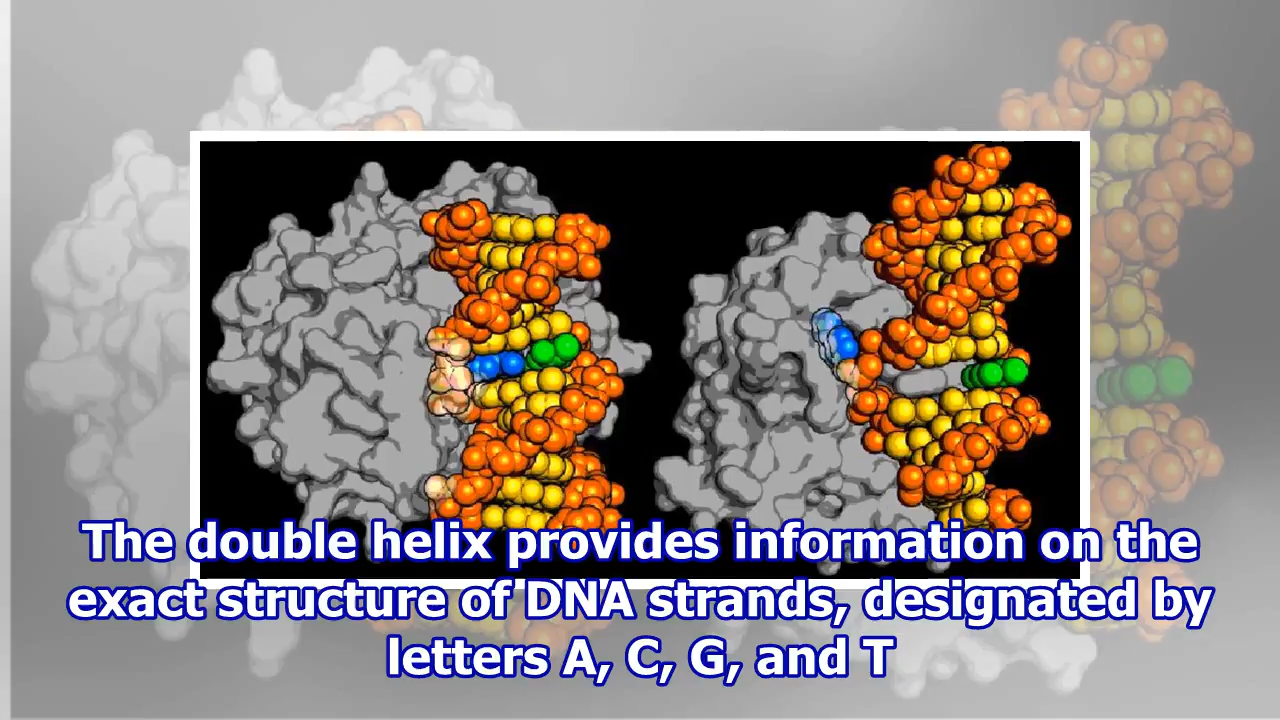 The double helix provides information on the
exact structure of DNA strands, designated by
letters A, C, G, and T